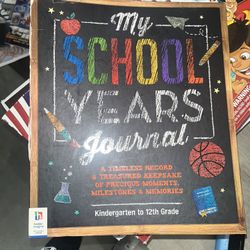 My
SCHOOL
YEARS
Journal
A TIMELESS RECORD
& TREASURED KEEPSAKE
OF PRECIOUS MOMENTS,
MILESTONES & MEMORIES
Kindergarten to 12th Grade